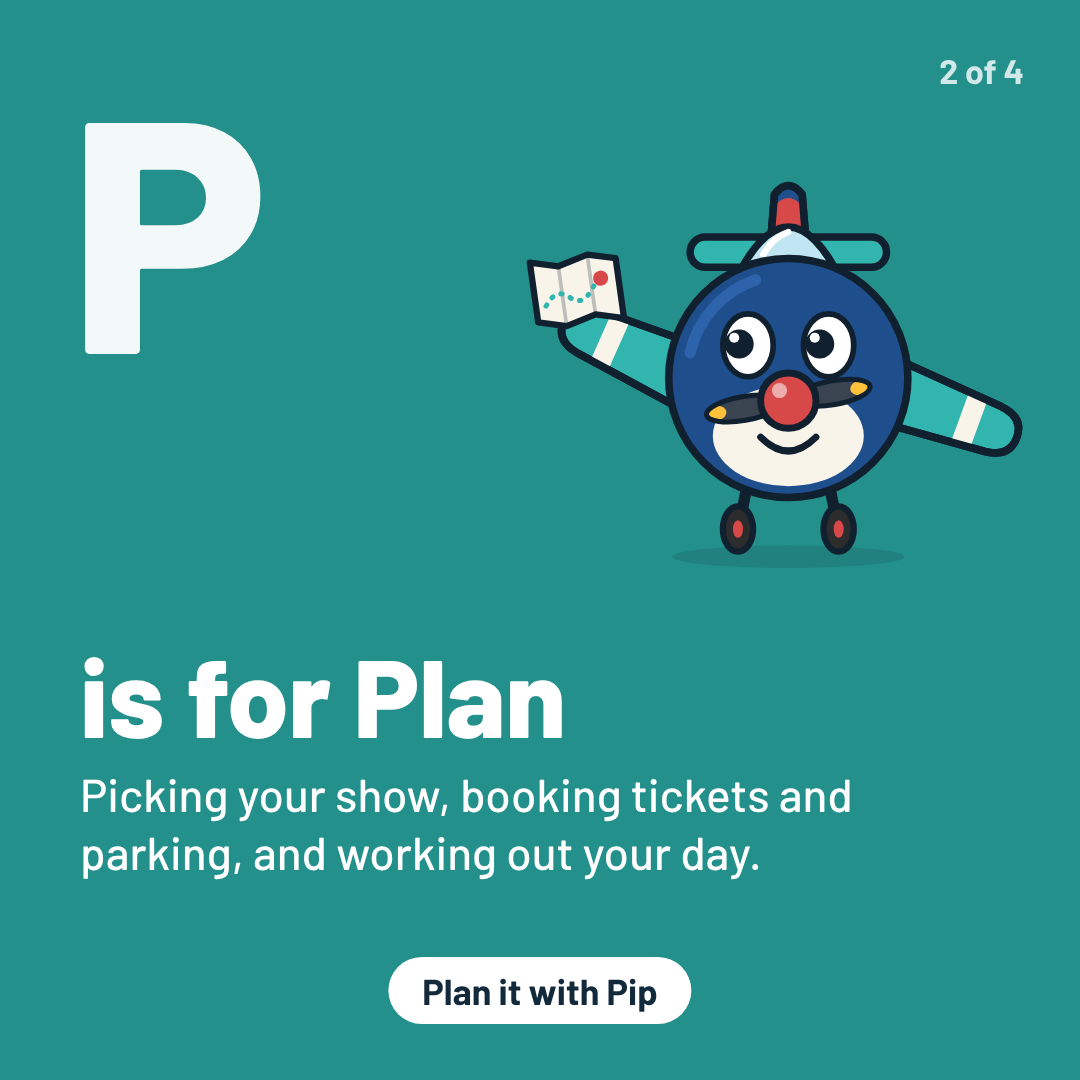 2 of 4
P
is for Plan
Picking your show, booking tickets and
parking, and working out your day.
Plan it with Pip